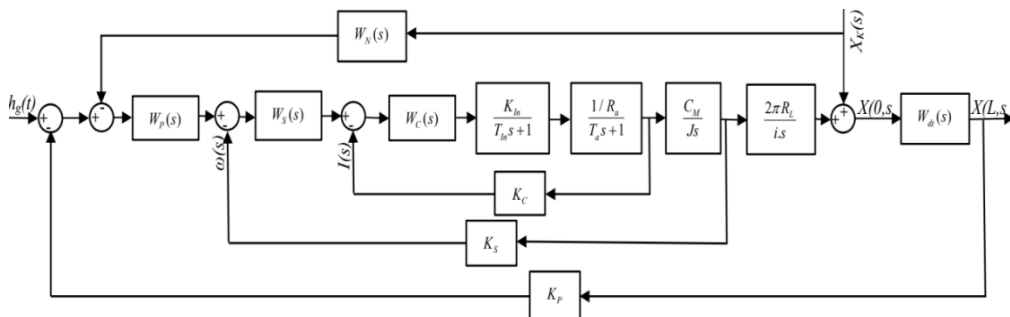 W_N(s)
X_K(s)
h_g(t)
W_P(s)
W_S(s)
W_C(s)
K_In
T_In s+1
1/R_a
T_a s+1
C_M
Js
2πR_L
i.s
X(0,s
W_dt(s)
X(L,s
-
-
-
-
+
+
ω(s)
I(s)
K_C
K_S
K_P